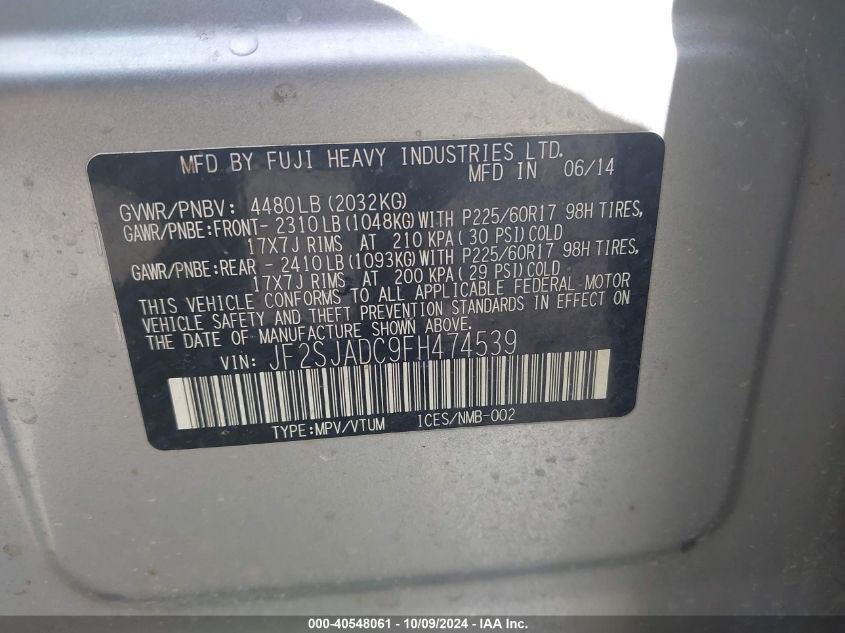 MFD BY FUJI HEAVY INDUSTRIES LTD.
MFD IN 06/14
GVWR/PNBV: 4480LB (2032KG)
GAWR/PNBE:FRONT- 2310LB (1048KG) WITH P225/60R17 98H TIRES,
17X7J RIMS AT 210 KPA( 30 PSI) COLD
GAWR/PNBE:REAR - 2410LB (1093KG) WITH P225/60R17 98H TIRES,
17X7J RIMS AT 200 KPA( 29 PSI) COLD
THIS VEHICLE CONFORMS TO ALL APPLICABLE FEDERAL-MOTOR
VEHICLE SAFETY AND THEFT PREVENTION STANDARDS IN EFFECT ON
THE DATE OF MANUFACTURE SHOWN ABOVE.
VIN: JF2SJADC9FH474539
TYPE:MPV/VTUM ICES/NMB-002
000-40548061 - 10/09/2024 - IAA Inc.